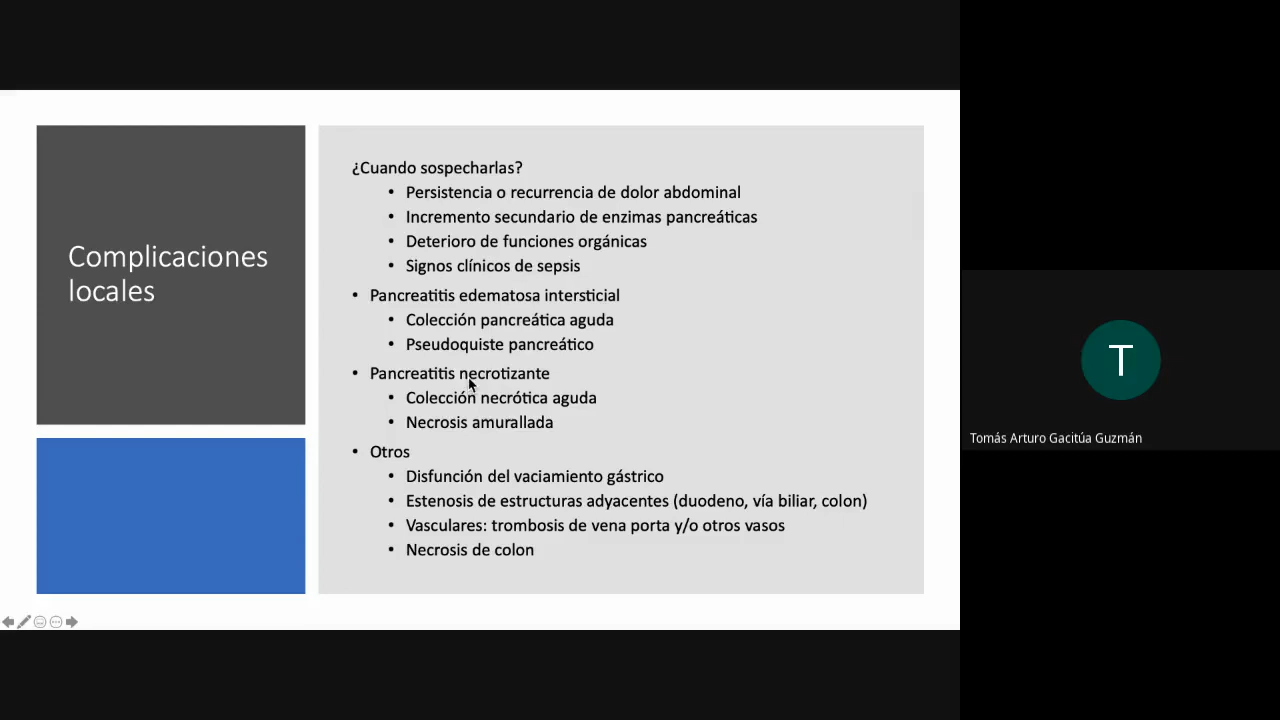 Complicaciones
locales
¿Cuando sospecharlas?
• Persistencia o recurrencia de dolor abdominal
• Incremento secundario de enzimas pancreáticas
• Deterioro de funciones orgánicas
• Signos clínicos de sepsis
• Pancreatitis edematosa intersticial
• Colección pancreática aguda
• Pseudoquiste pancreático
• Pancreatitis necrotizante
• Colección necrótica aguda
• Necrosis amurallada
• Otros
• Disfunción del vaciamiento gástrico
• Estenosis de estructuras adyacentes (duodeno, vía biliar, colon)
• Vasculares: trombosis de vena porta y/o otros vasos
• Necrosis de colon
T
Tomás Arturo Gacitúa Guzmán